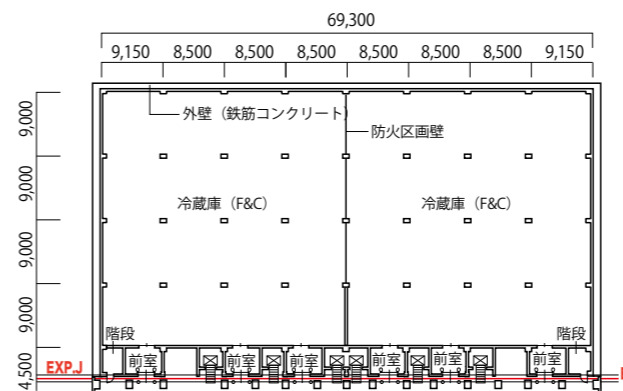 69,300
9,150 8,500 8,500 8,500 8,500 8,500 8,500 9,150
外壁（鉄筋コンクリート）
防火区画壁
9,000
9,000
9,000
9,000
4,500
冷蔵庫（F&C） 冷蔵庫（F&C）
階段 階段
前室 前室 前室 前室 前室 前室
EXP.J